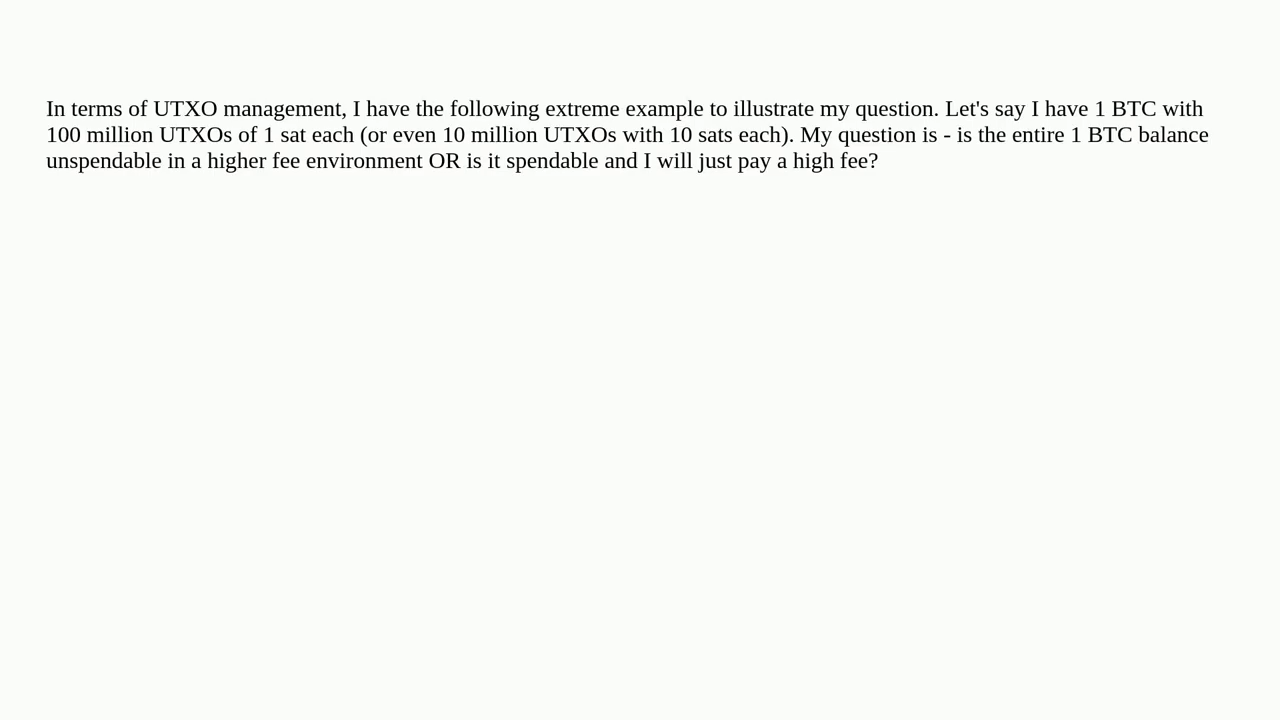 In terms of UTXO management, I have the following extreme example to illustrate my question. Let's say I have 1 BTC with
100 million UTXOs of 1 sat each (or even 10 million UTXOs with 10 sats each). My question is - is the entire 1 BTC balance
unspendable in a higher fee environment OR is it spendable and I will just pay a high fee?